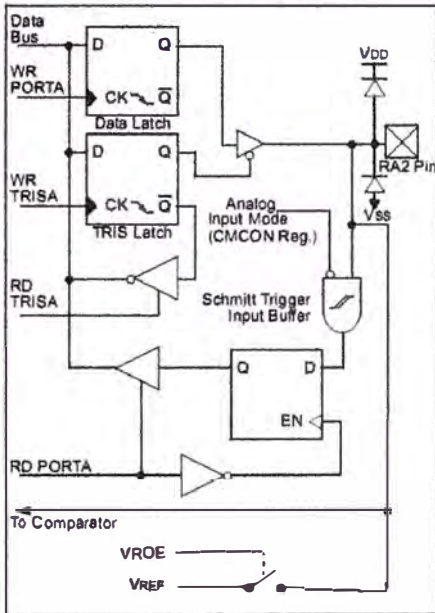 Data
Bus
D Q
WR
PORTA
CK Q
Data Latch
D Q
WR
TRISA
CK Q
TRIS Latch
RD
TRISA
VDD
RA2 Pin
VSS
Analog
Input Mode
(CMCON Reg.)
Schmitt Trigger
Input Buffer
Q D
EN
RD PORTA
To Comparator
VROE
VREF